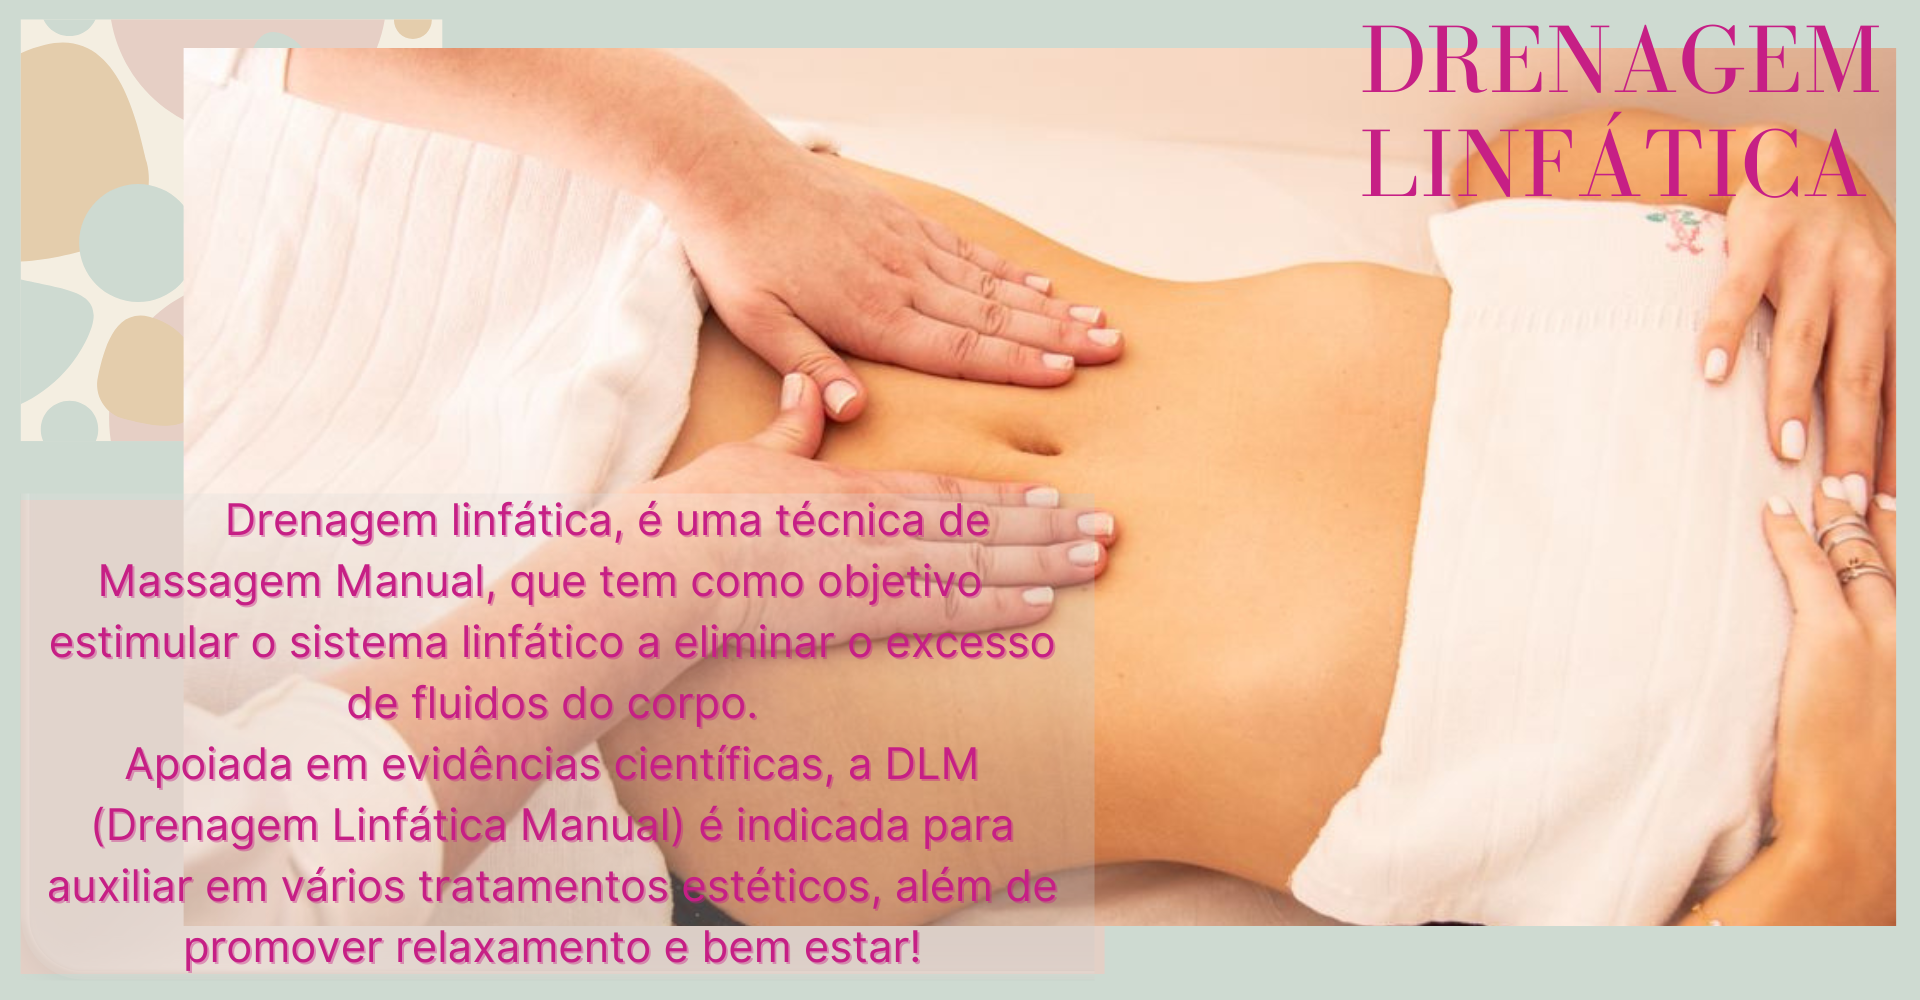 DRENAGEM
LINFÁTICA
Drenagem linfática, é uma técnica de
Massagem Manual, que tem como objetivo
estimular o sistema linfático a eliminar o excesso
de fluidos do corpo.
Apoiada em evidências científicas, a DLM
(Drenagem Linfática Manual) é indicada para
auxiliar em vários tratamentos estéticos, além de
promover relaxamento e bem estar!